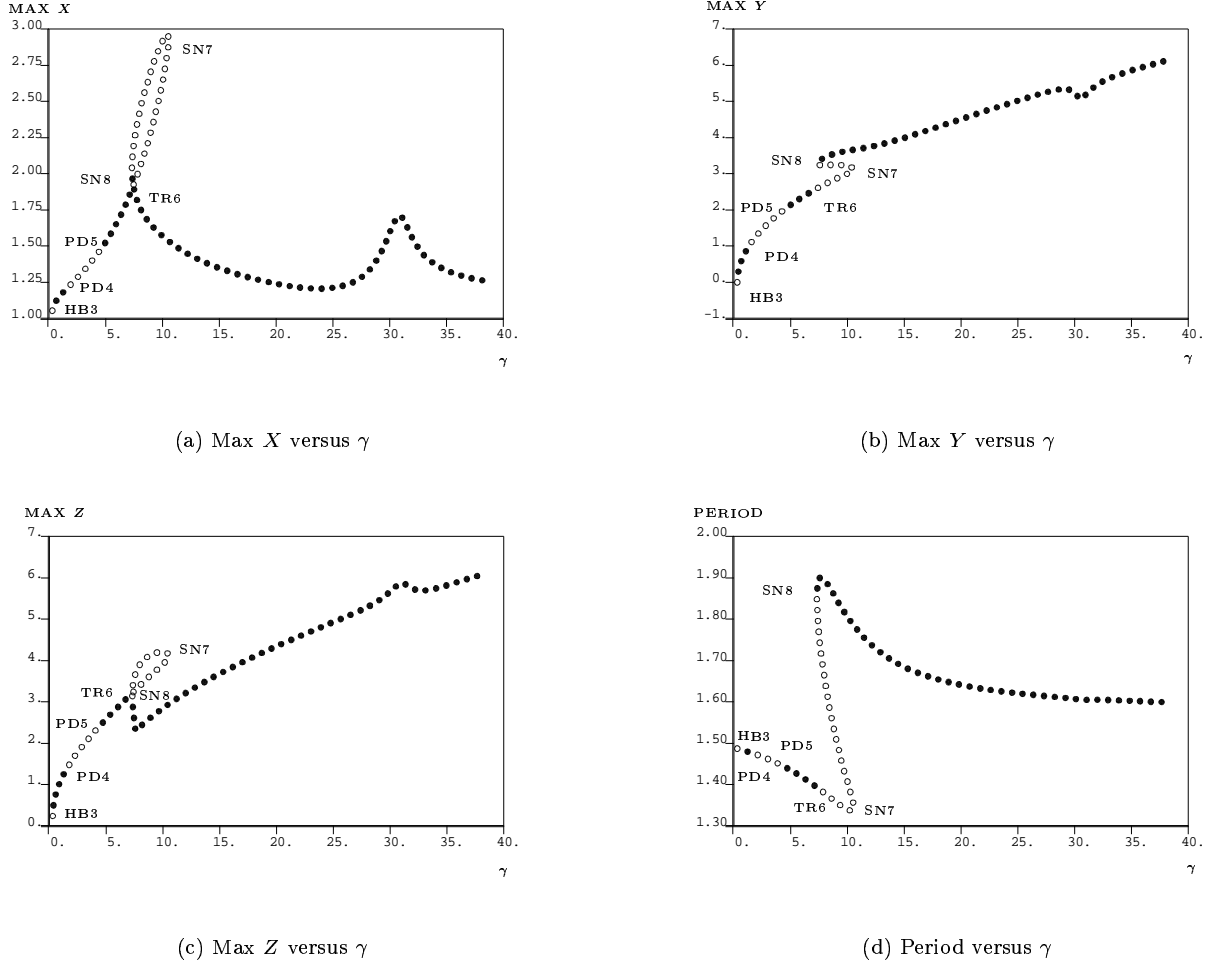 MAX X
3.00
2.75
2.50
2.25
2.00
1.75
1.50
1.25
1.00
SN7
SN8
TR6
PD5
PD4
HB3
0. 5. 10. 15. 20. 25. 30. 35. 40.
γ
(a) Max X versus γ
MAX Y
7.
6.
5.
4.
3.
2.
1.
0.
-1.
SN8
SN7
PD5
TR6
PD4
HB3
0. 5. 10. 15. 20. 25. 30. 35. 40.
γ
(b) Max Y versus γ
MAX Z
7.
6.
5.
4.
3.
2.
1.
0.
SN7
TR6
SN8
PD5
PD4
HB3
0. 5. 10. 15. 20. 25. 30. 35. 40.
γ
(c) Max Z versus γ
PERIOD
2.00
1.90
1.80
1.70
1.60
1.50
1.40
1.30
SN8
HB3
PD5
PD4
TR6
SN7
0. 5. 10. 15. 20. 25. 30. 35. 40.
γ
(d) Period versus γ